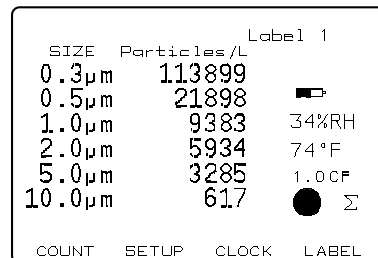 Label 1
SIZE Particles/L
0.3µm 113899
0.5µm 21898
1.0µm 9383 34%RH
2.0µm 5934 74°F
5.0µm 3285 1.0CF
10.0µm 617 Σ
COUNT SETUP CLOCK LABEL